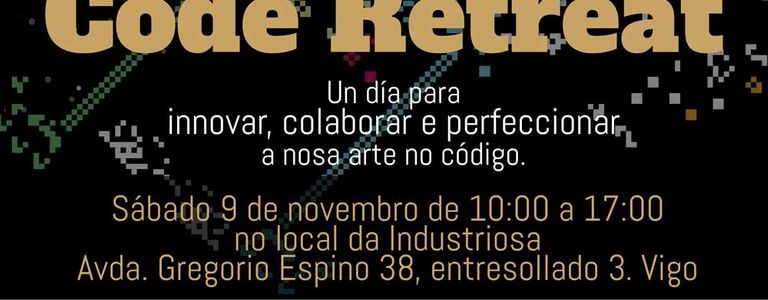 Code Retreat
Un día para
innovar, colaborar e perfeccionar
a nosa arte no código.
Sábado 9 de novembro de 10:00 a 17:00
no local da Industriosa
Avda. Gregorio Espino 38, entresollado 3. Vigo